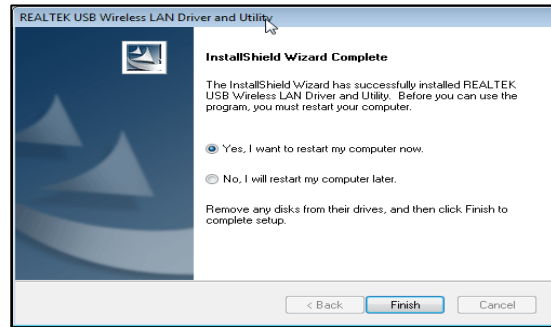 REALTEK USB Wireless LAN Driver and Utility
InstallShield Wizard Complete
The InstallShield Wizard has successfully installed REALTEK
USB Wireless LAN Driver and Utility. Before you can use the
program, you must restart your computer.
Yes, I want to restart my computer now.
No, I will restart my computer later.
Remove any disks from their drives, and then click Finish to
complete setup.
< Back Finish Cancel